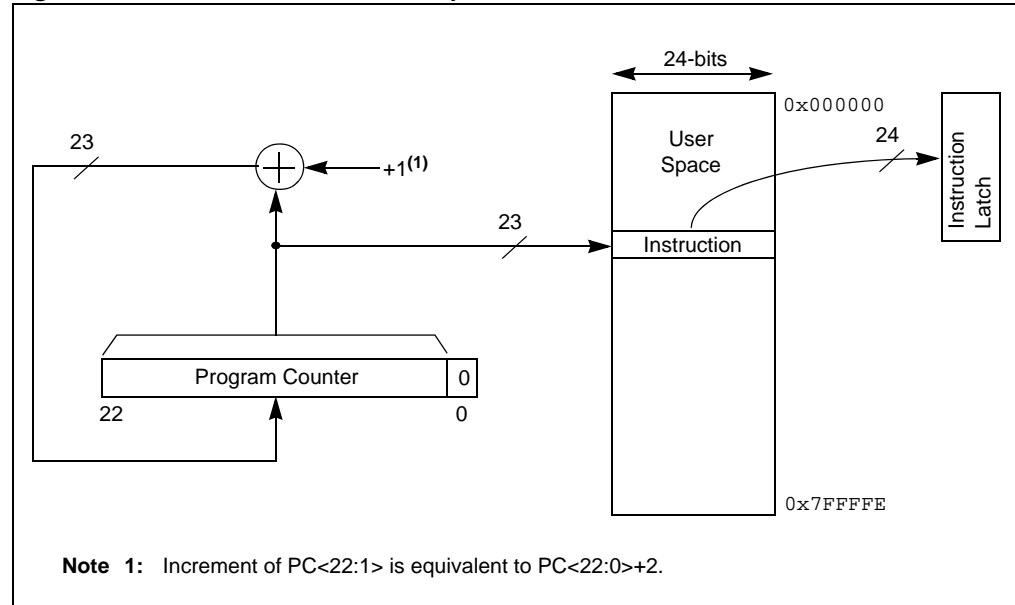 24-bits
0x000000
User
Space
24
Instruction
Latch
23
+1(1)
23
Instruction
Program Counter
0
22
0
0x7FFFFE
Note 1: Increment of PC<22:1> is equivalent to PC<22:0>+2.